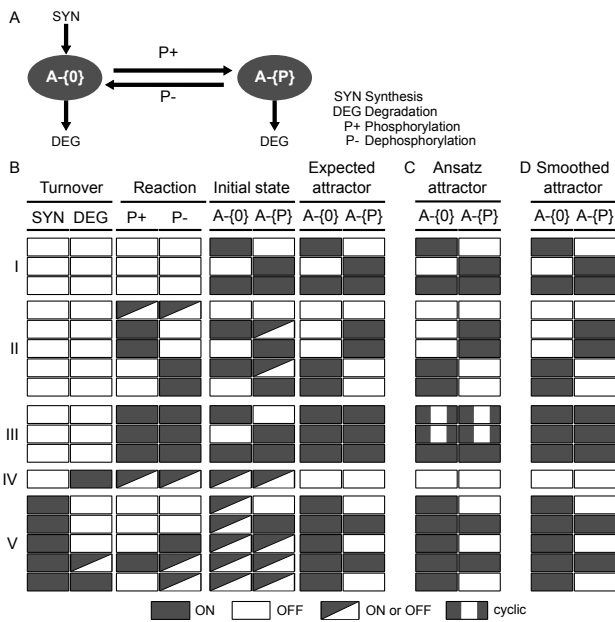 A
SYN
A-{0}
P+
P-
A-{P}
DEG
DEG
SYN Synthesis
DEG Degradation
P+ Phosphorylation
P- Dephosphorylation
B
Turnover
Reaction
Initial state
Expected attractor
C
Ansatz attractor
D
Smoothed attractor
SYN DEG P+ P- A-{0} A-{P} A-{0} A-{P} A-{0} A-{P} A-{0} A-{P}
I
II
III
IV
V
ON OFF ON or OFF cyclic